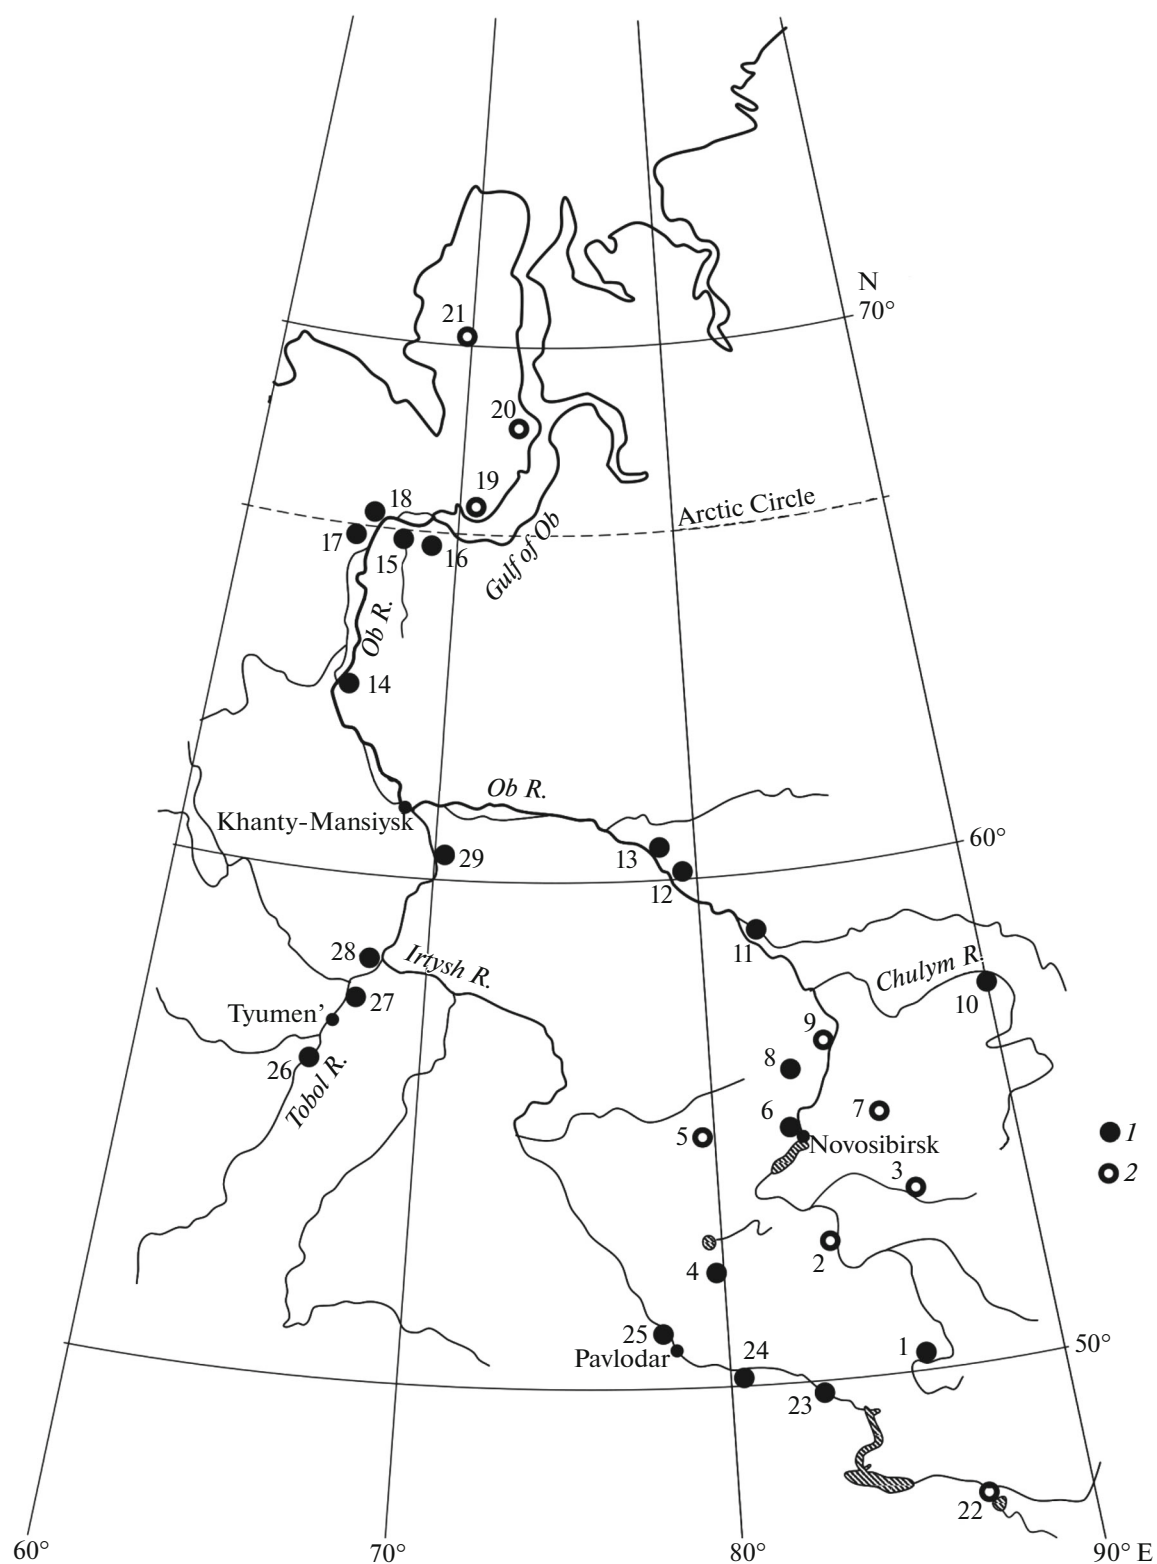 N
70°
21
20
19
18
Arctic Circle
17
15
16
Gulf of Ob
Ob R.
14
Ob R.
Khanty-Mansiysk
60°
13
29
12
11
28
Irtysh R.
Chulym R.
27
10
Tyumen’
9
8
26
Tobol R.
7
6
1
5
Novosibirsk
2
3
2
4
25
24
1
50°
Pavlodar
23
22
60°
70°
80°
90° E